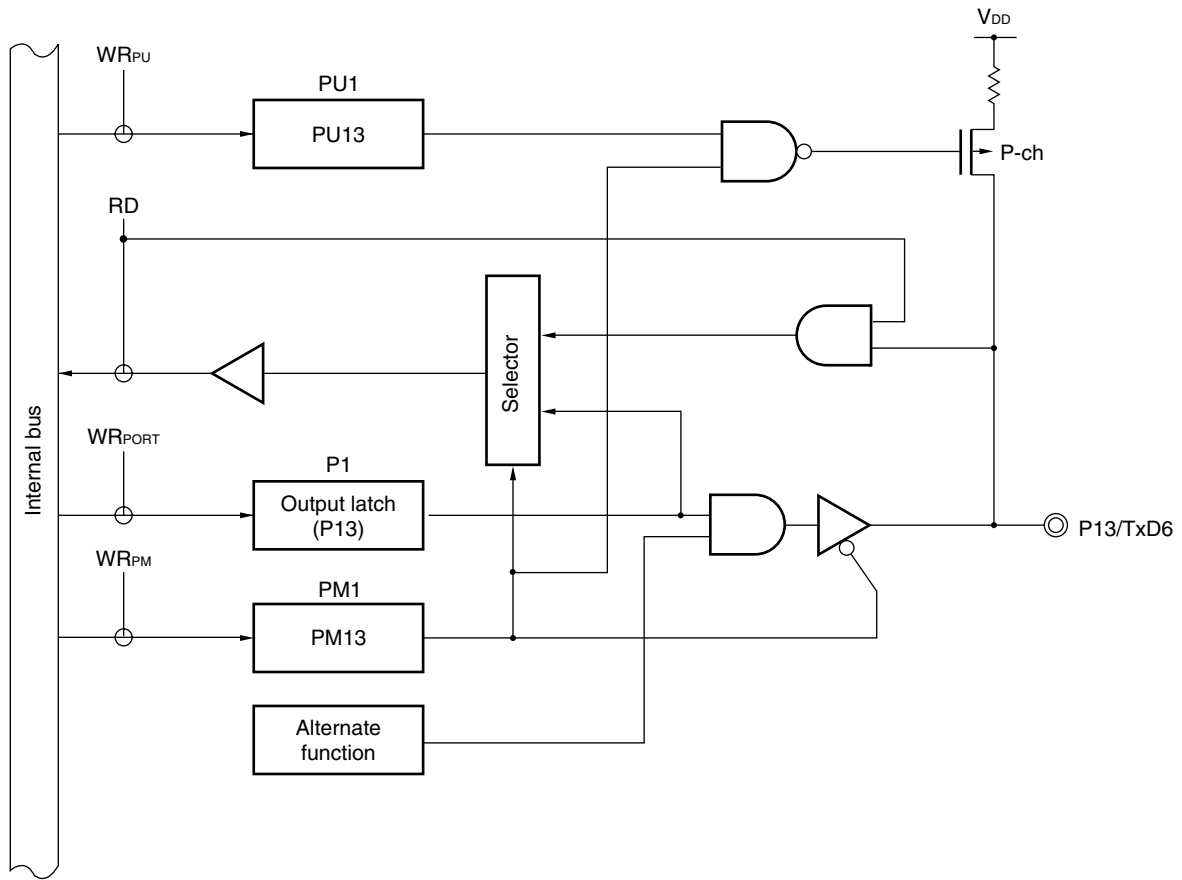 VDD
WRPU
PU1
PU13
P-ch
RD
Selector
Internal bus
WRPORT
P1
Output latch
(P13)
P13/TxD6
WRPM
PM1
PM13
Alternate
function